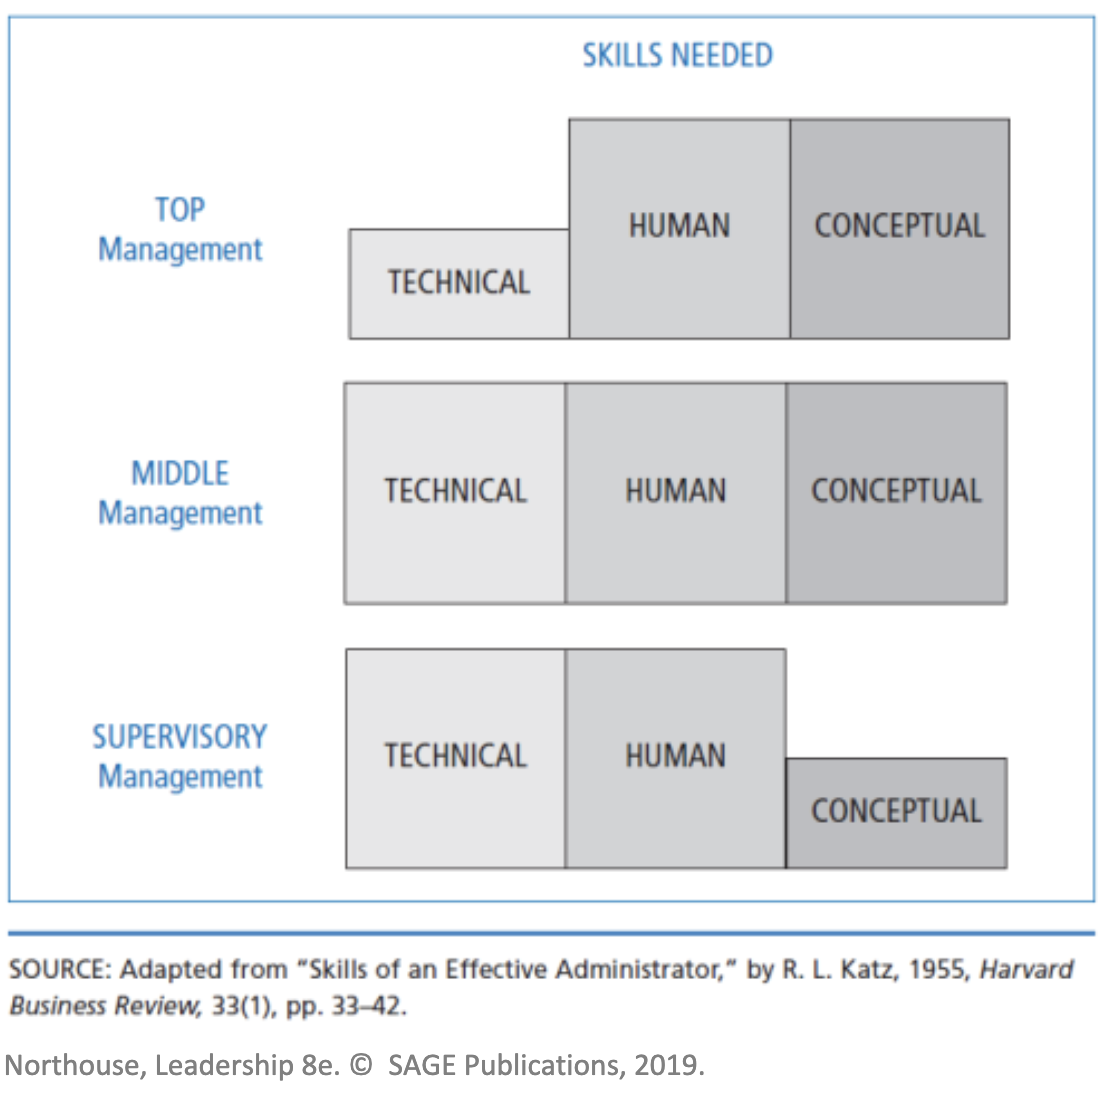 SKILLS NEEDED
TOP
Management
TECHNICAL
HUMAN
CONCEPTUAL
MIDDLE
Management
TECHNICAL
HUMAN
CONCEPTUAL
SUPERVISORY
Management
TECHNICAL
HUMAN
CONCEPTUAL
SOURCE: Adapted from "Skills of an Effective Administrator," by R. L. Katz, 1955, Harvard
Business Review, 33(1), pp. 33–42.
Northouse, Leadership 8e. © SAGE Publications, 2019.